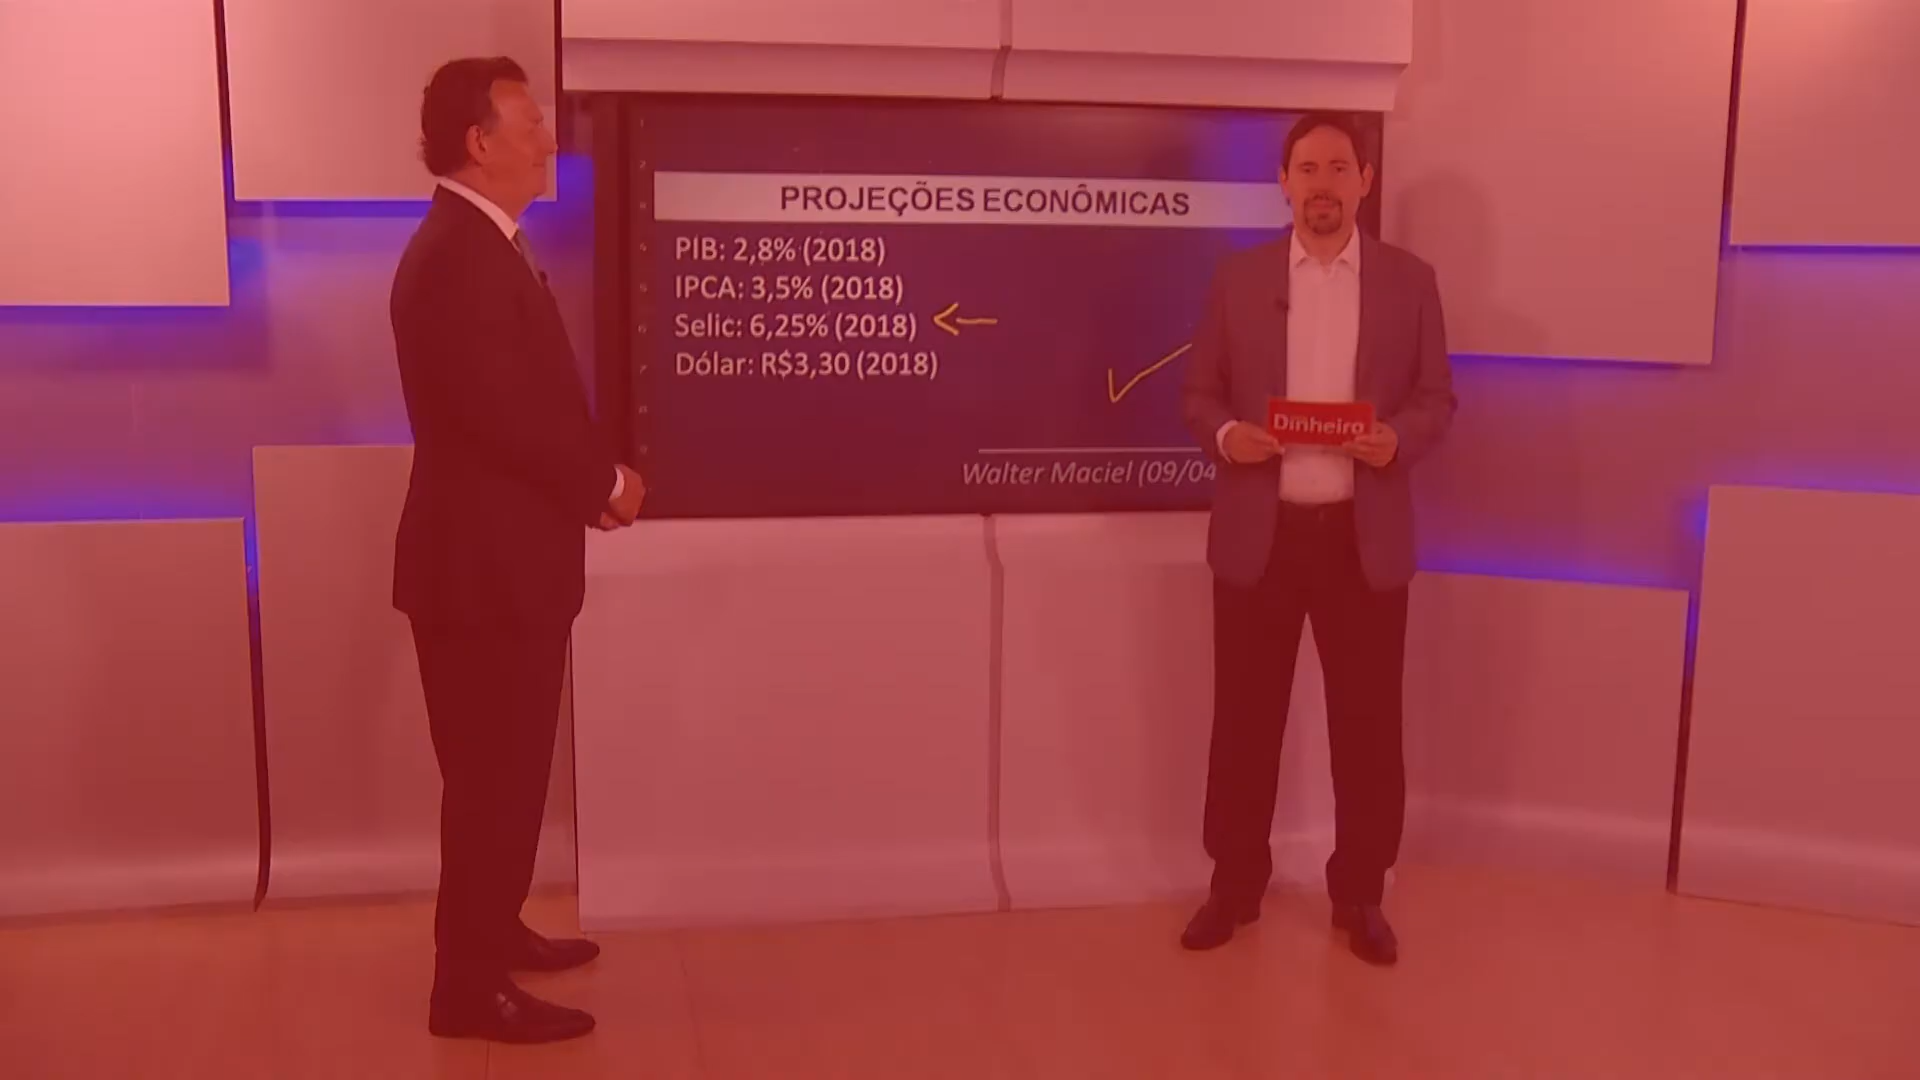 PROJEÇÕES ECONÔMICAS
PIB: 2,8% (2018)
IPCA: 3,5% (2018)
Selic: 6,25% (2018)
Dólar: R$3,30 (2018)
Walter Maciel (09/04
Dinheiro